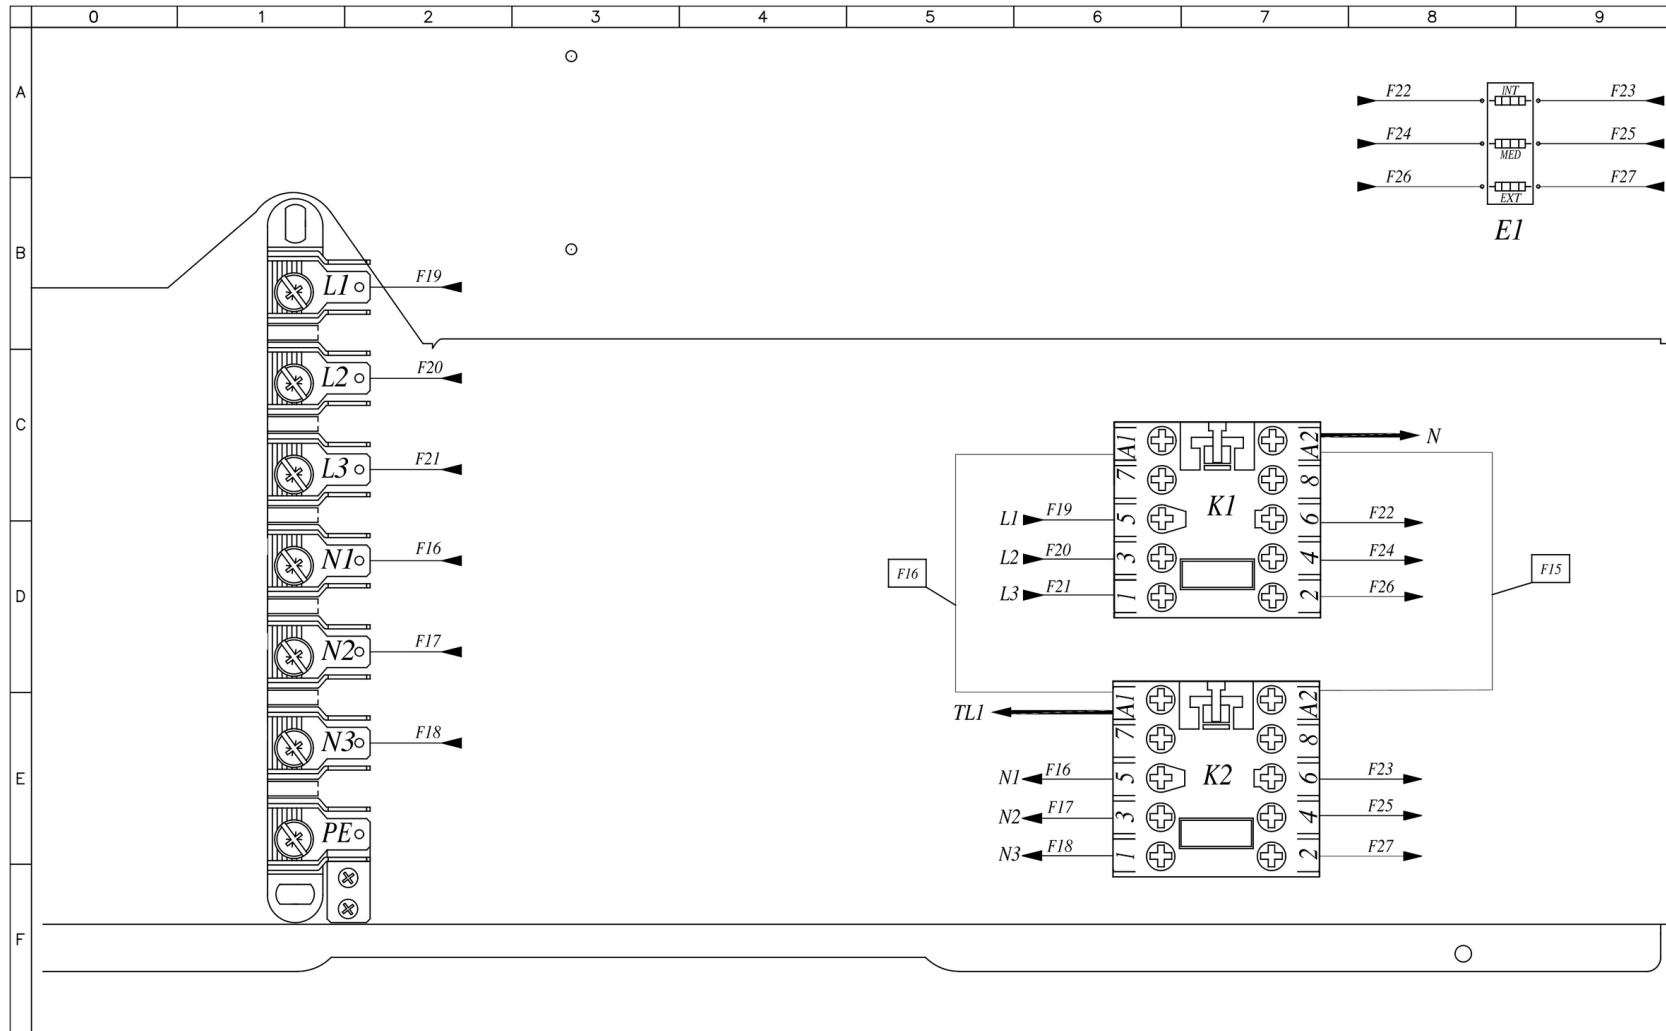 0 1 2 3 4 5 6 7 8 9
A
F22 INT F23
F24 F25
MED
F26 F27
EXT
E1
B
L1 F19
L2 F20
C
A1 A2 N
L3 F21
7 8
K1
L1 F19 5 6 F22
N1 F16
L2 F20 3 4 F24
F16 F15
D
L3 F21 1 2 F26
N2 F17
A1 A2
TL1
N3 F18
7 8
E
K2
N1 F16 5 6 F23
N2 F17 3 4 F25
PE
N3 F18 1 2 F27
F